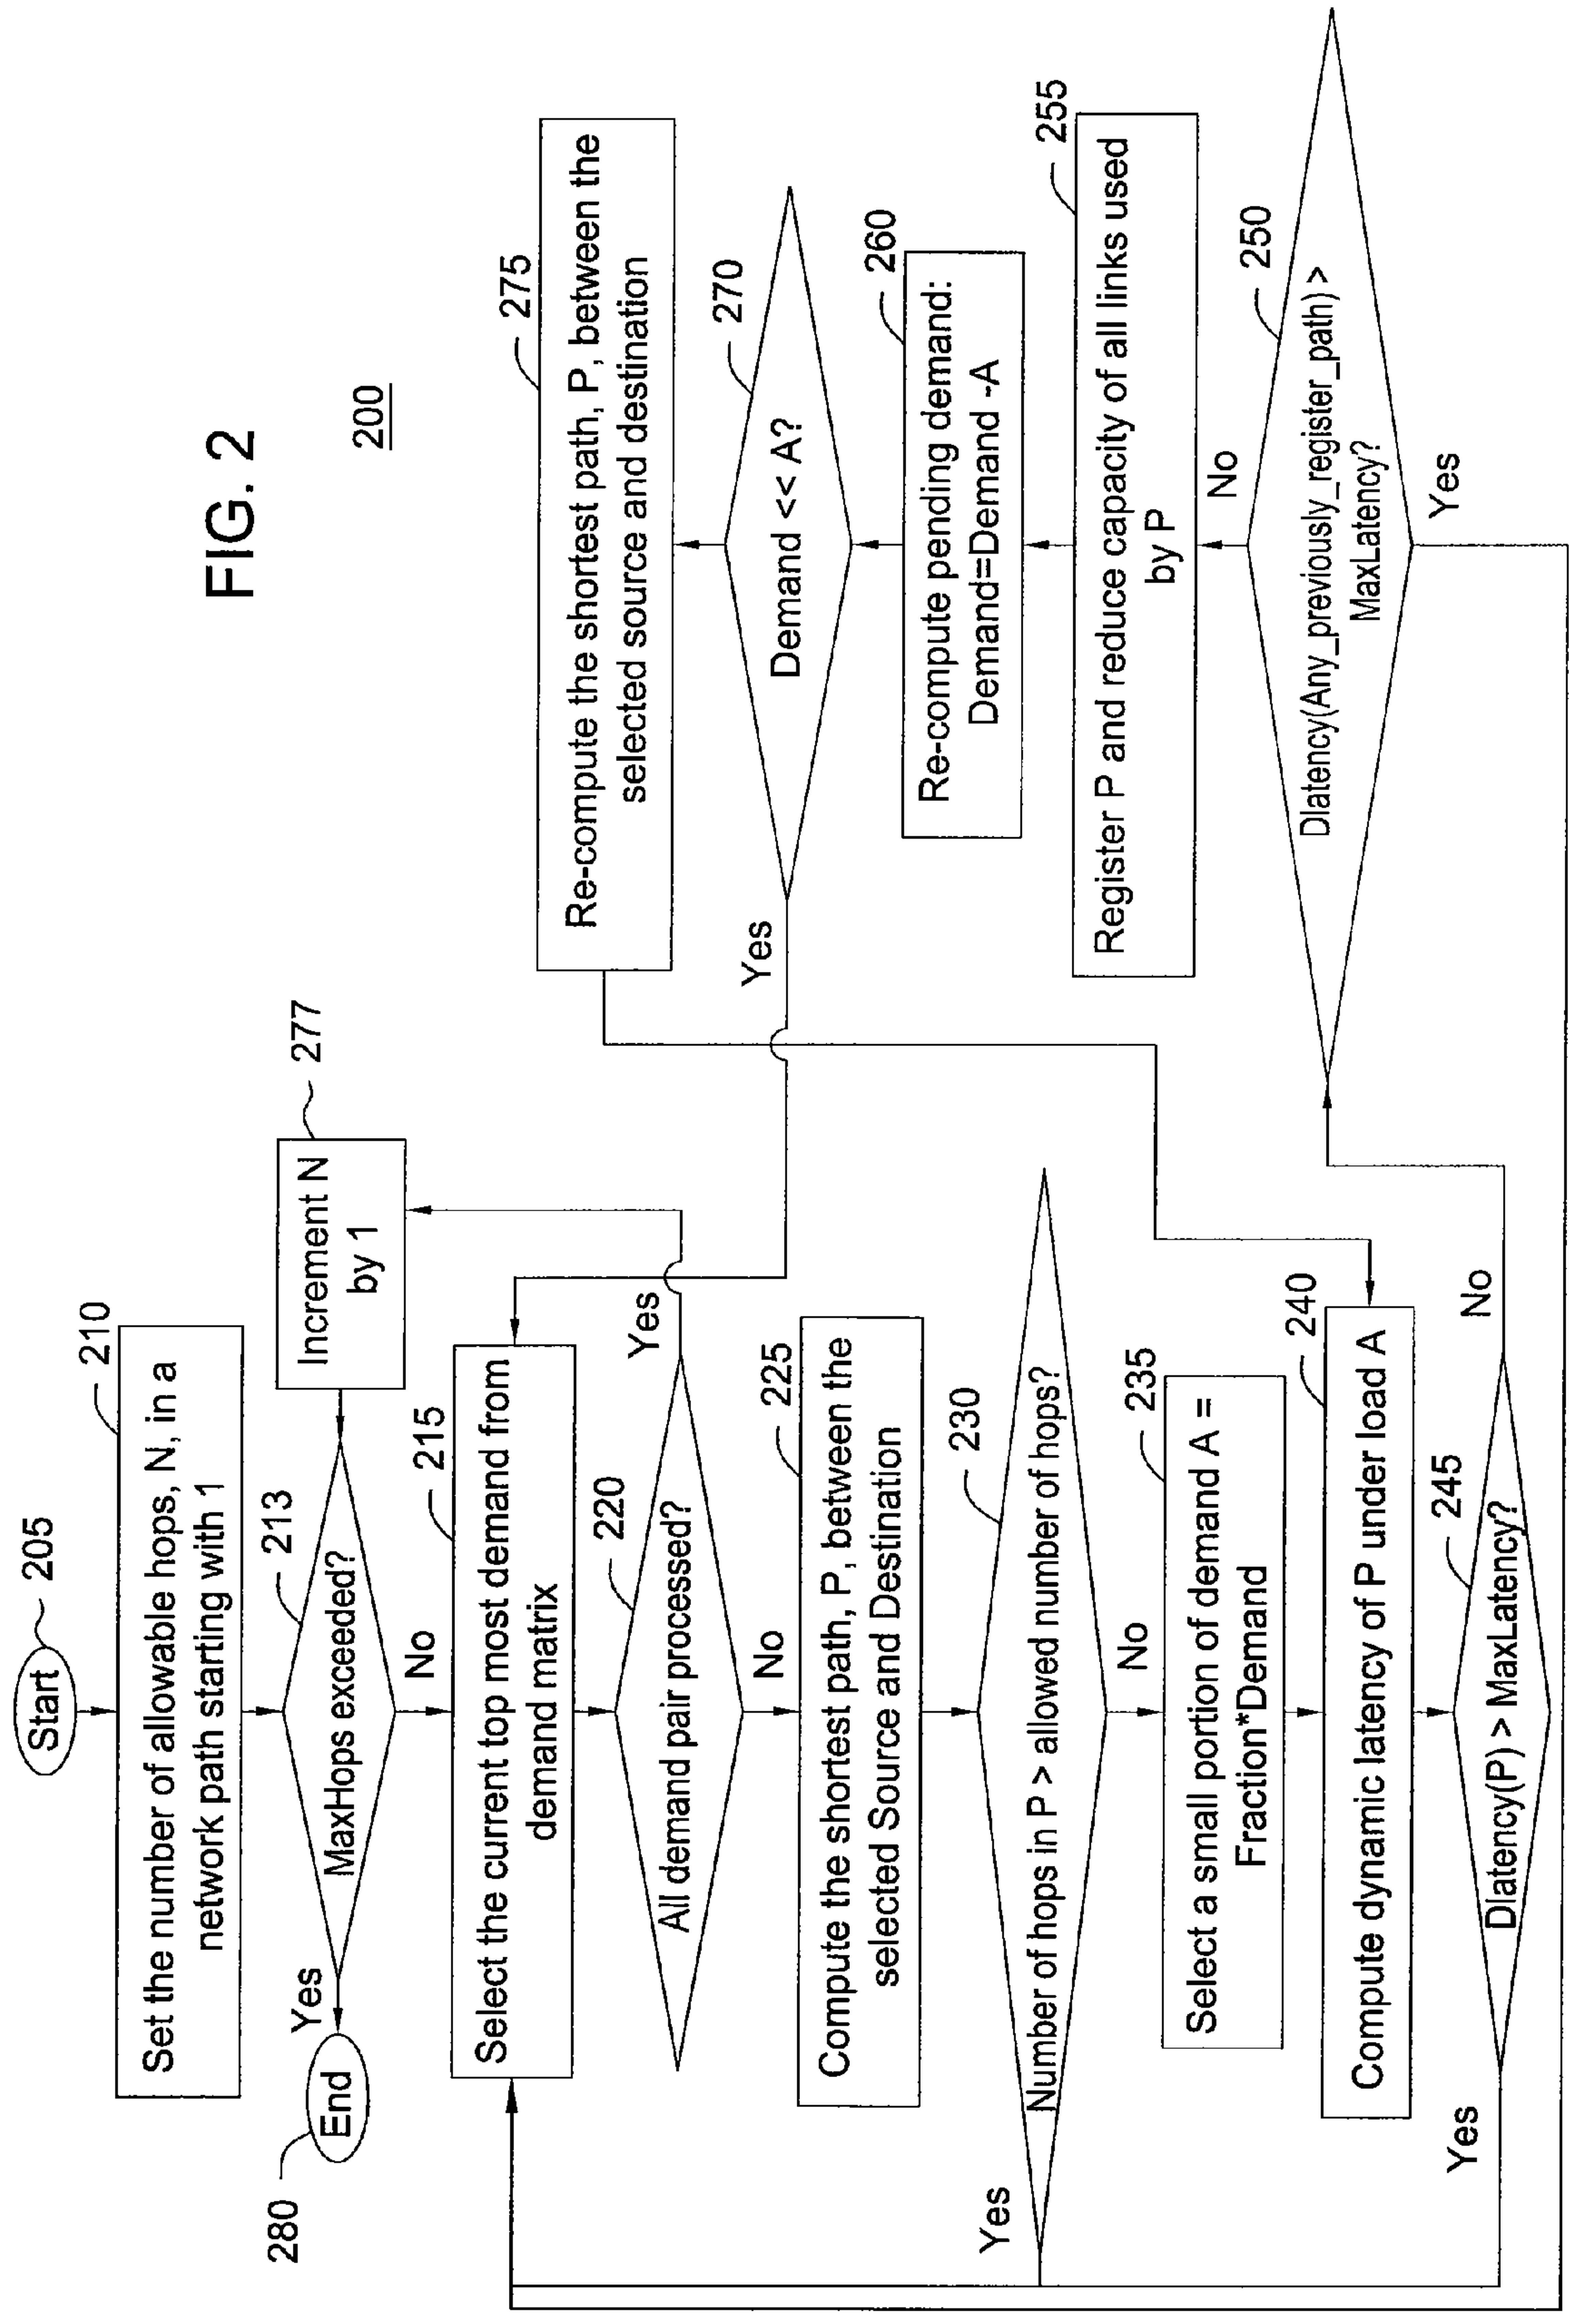 FIG. 2
200
Start
205
Set the number of allowable hops, N, in a
network path starting with 1
210
MaxHops exceeded?
213
Yes
End
280
No
Increment N
by 1
277
Select the current top most demand from
demand matrix
215
All demand pair processed?
220
Yes
No
Compute the shortest path, P, between the
selected Source and Destination
225
Number of hops in P > allowed number of hops?
230
Yes
No
Select a small portion of demand A =
Fraction*Demand
235
Compute dynamic latency of P under load A
240
Dlatency(P) > MaxLatency?
245
Yes
No
Dlatency(Any_previously_register_path) >
MaxLatency?
250
Yes
No
Register P and reduce capacity of all links used
by P
255
Re-compute pending demand:
Demand=Demand -A
260
Demand << A?
270
Yes
Re-compute the shortest path, P, between the
selected source and destination
275